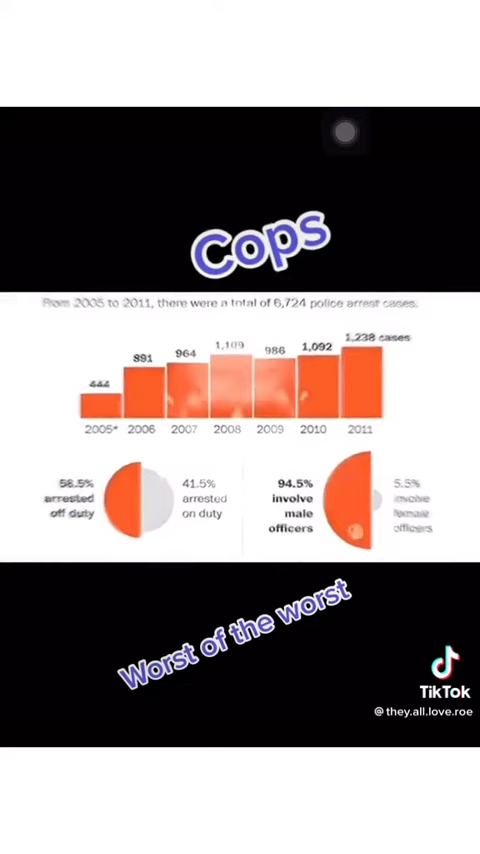 Cops
From 2005 to 2011, there were a total of 6,724 police arrest cases.
444
891
964
1,109
986
1,092
1,238 cases
2005* 2006 2007 2008 2009 2010 2011
58.5%
arrested
off duty
41.5%
arrested
on duty
94.5%
involve
male
officers
5.5%
involve
female
officers
Worst of the worst
TikTok
@they.all.love.roe